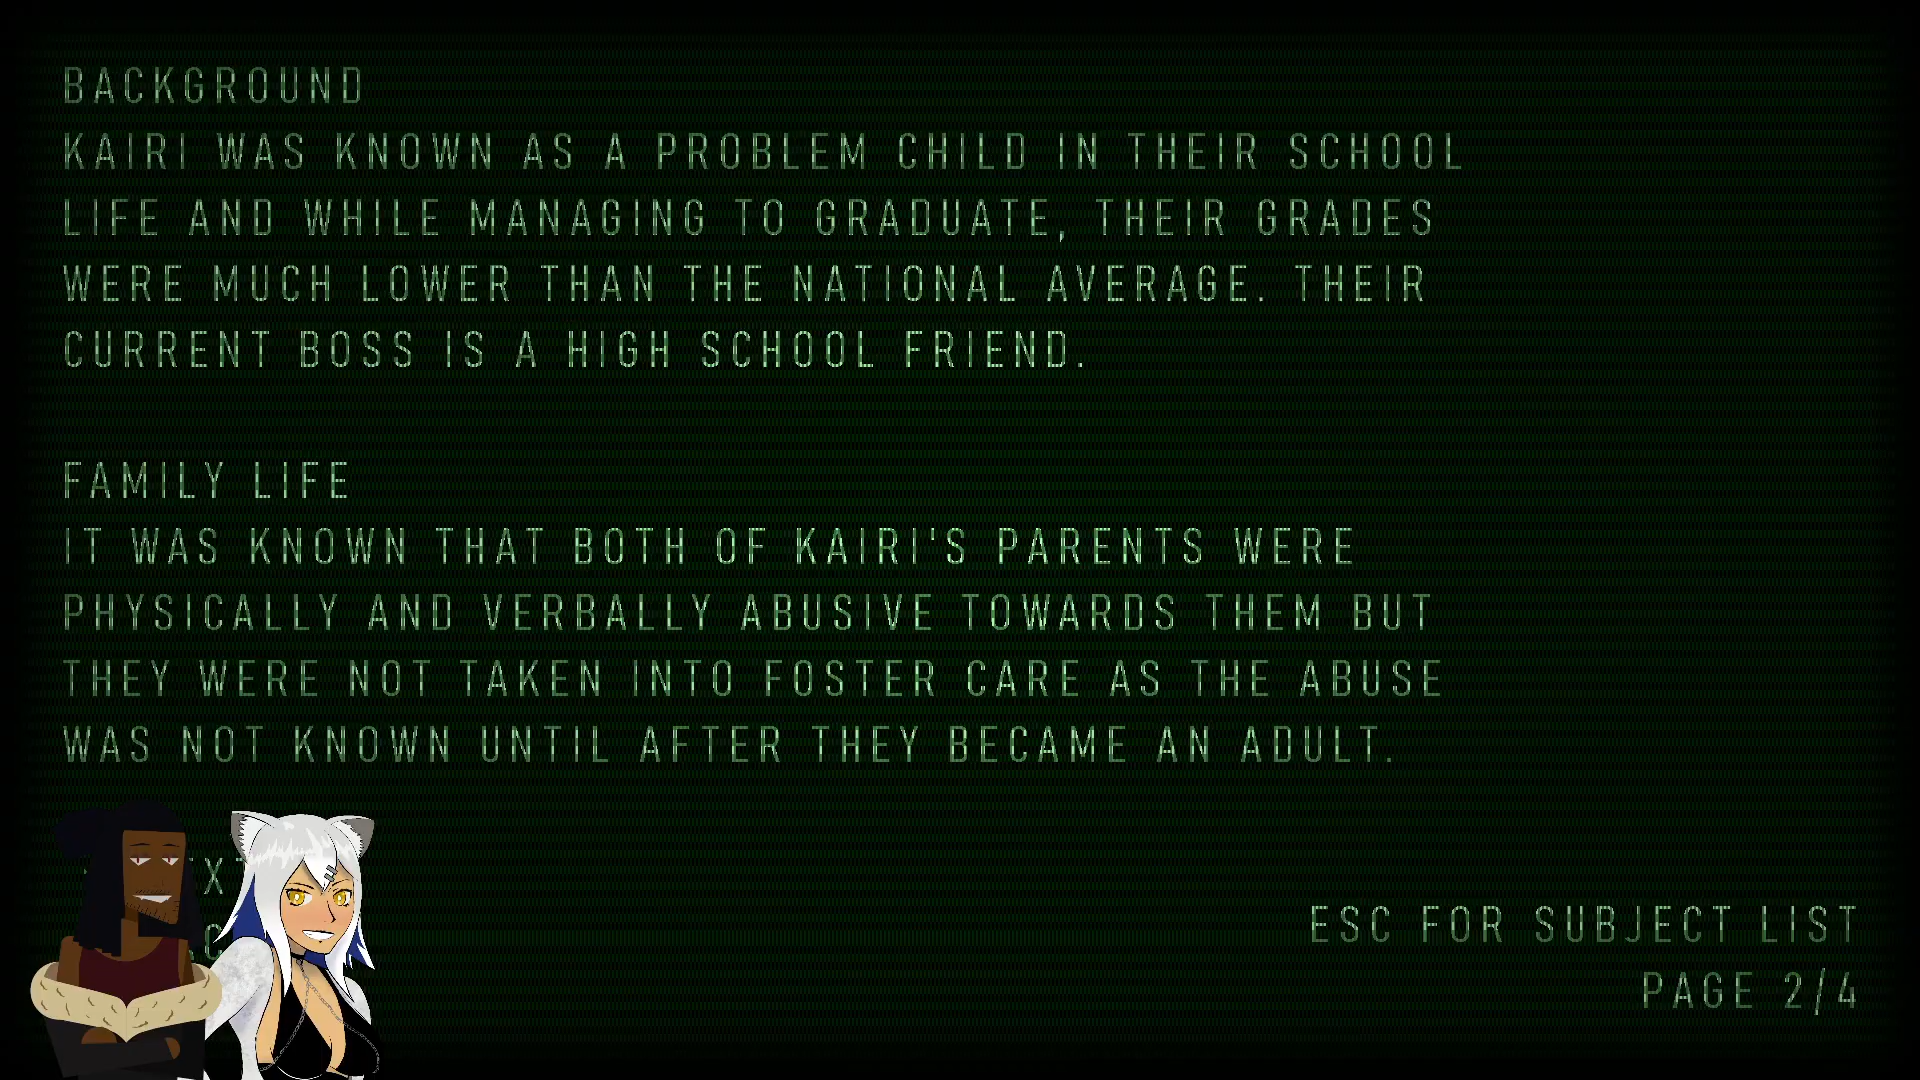 BACKGROUND
KAIRI WAS KNOWN AS A PROBLEM CHILD IN THEIR SCHOOL
LIFE AND WHILE MANAGING TO GRADUATE, THEIR GRADES
WERE MUCH LOWER THAN THE NATIONAL AVERAGE. THEIR
CURRENT BOSS IS A HIGH SCHOOL FRIEND.
FAMILY LIFE
IT WAS KNOWN THAT BOTH OF KAIRI'S PARENTS WERE
PHYSICALLY AND VERBALLY ABUSIVE TOWARDS THEM BUT
THEY WERE NOT TAKEN INTO FOSTER CARE AS THE ABUSE
WAS NOT KNOWN UNTIL AFTER THEY BECAME AN ADULT.
ESC FOR SUBJECT LIST
PAGE 2/4